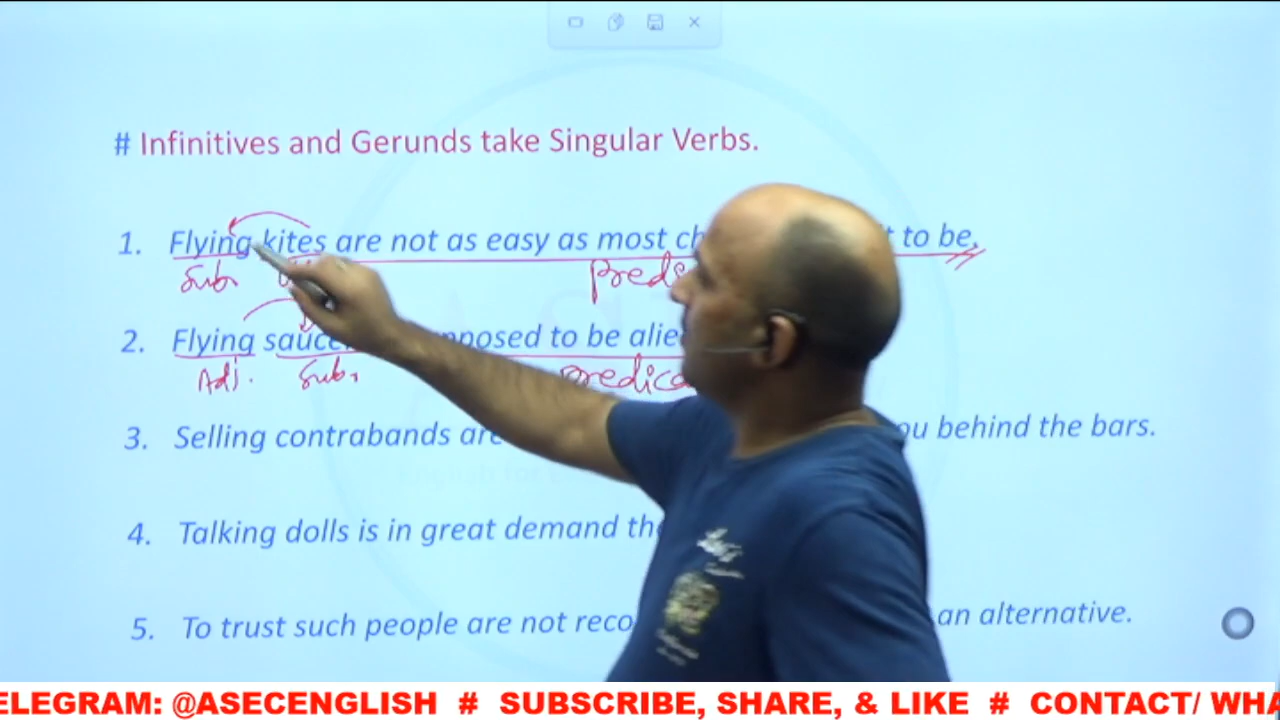 # Infinitives and Gerunds take Singular Verbs.
1. Flying kites are not as easy as most ch to be.
Sub. Preds
2. Flying sauce pposed to be alie
Adj. Sub. Predica
3. Selling contrabands are ou behind the bars.
4. Talking dolls is in great demand the
5. To trust such people are not reco an alternative.
ELEGRAM: @ASECENGLISH # SUBSCRIBE, SHARE, & LIKE # CONTACT/ WHA